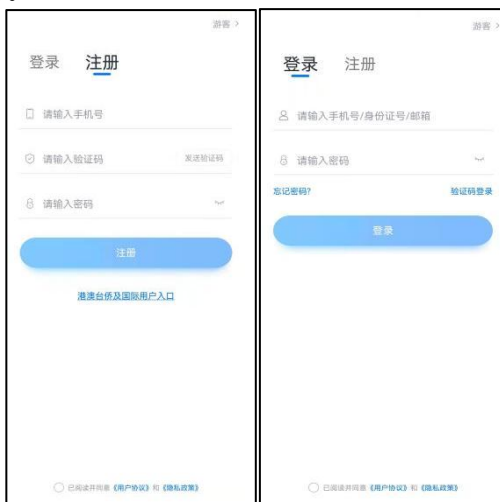 游客 >
登录 注册
请输入手机号
请输入验证码 发送验证码
请输入密码
注册
港澳台侨及国际用户入口
已阅读并同意《用户协议》和《隐私政策》
游客 >
登录 注册
请输入手机号/身份证号/邮箱
请输入密码
忘记密码? 验证码登录
登录
已阅读并同意《用户协议》和《隐私政策》